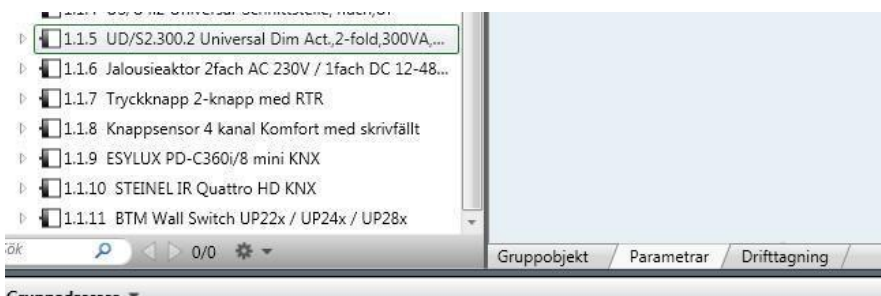 1.1.5 UD/S2.300.2 Universal Dim Act.,2-fold,300VA,...
1.1.6 Jalousieaktor 2fach AC 230V / 1fach DC 12-48...
1.1.7 Tryckknapp 2-knapp med RTR
1.1.8 Knappsensor 4 kanal Komfort med skrivfällt
1.1.9 ESYLUX PD-C360i/8 mini KNX
1.1.10 STEINEL IR Quattro HD KNX
1.1.11 BTM Wall Switch UP22x / UP24x / UP28x
0/0
Gruppobjekt Parametrar Drifttagning